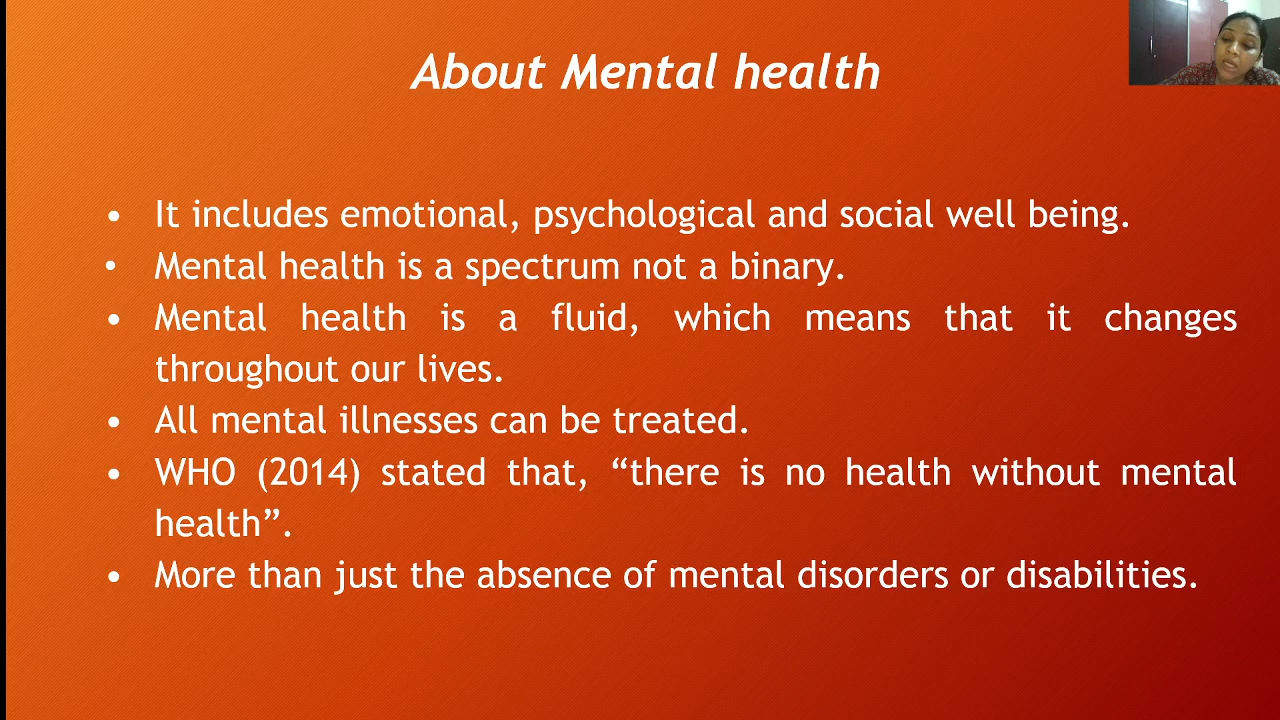 About Mental health
• It includes emotional, psychological and social well being.
• Mental health is a spectrum not a binary.
• Mental health is a fluid, which means that it changes
throughout our lives.
• All mental illnesses can be treated.
• WHO (2014) stated that, “there is no health without mental
health”.
• More than just the absence of mental disorders or disabilities.